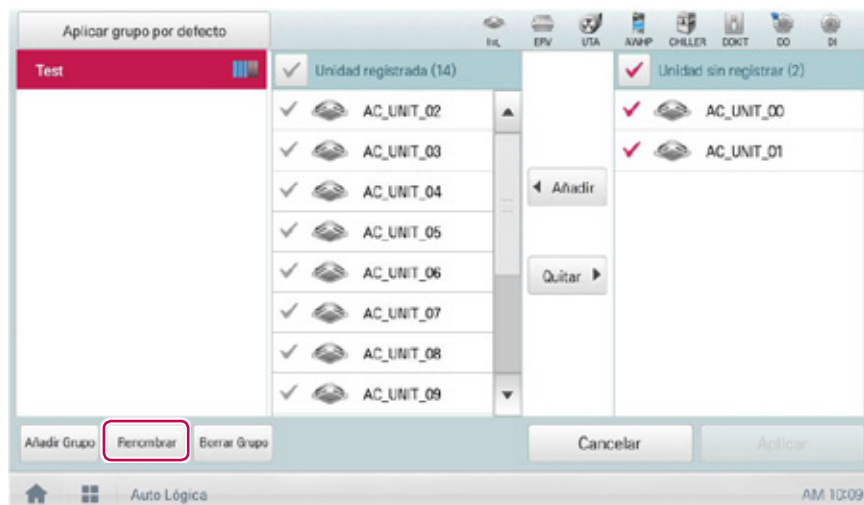 Aplicar grupo por defecto
Int. ERV UTA AWHP CHILLER DOKIT DO DI
Test
Unidad registrada (14)
Unidad sin registrar (2)
AC_UNIT_02
AC_UNIT_03
AC_UNIT_04
AC_UNIT_05
AC_UNIT_06
AC_UNIT_07
AC_UNIT_08
AC_UNIT_09
Añadir
Quitar
AC_UNIT_00
AC_UNIT_01
Añadir Grupo
Renombrar
Borrar Grupo
Cancelar
Aplicar
Auto Lógica
AM 10:09